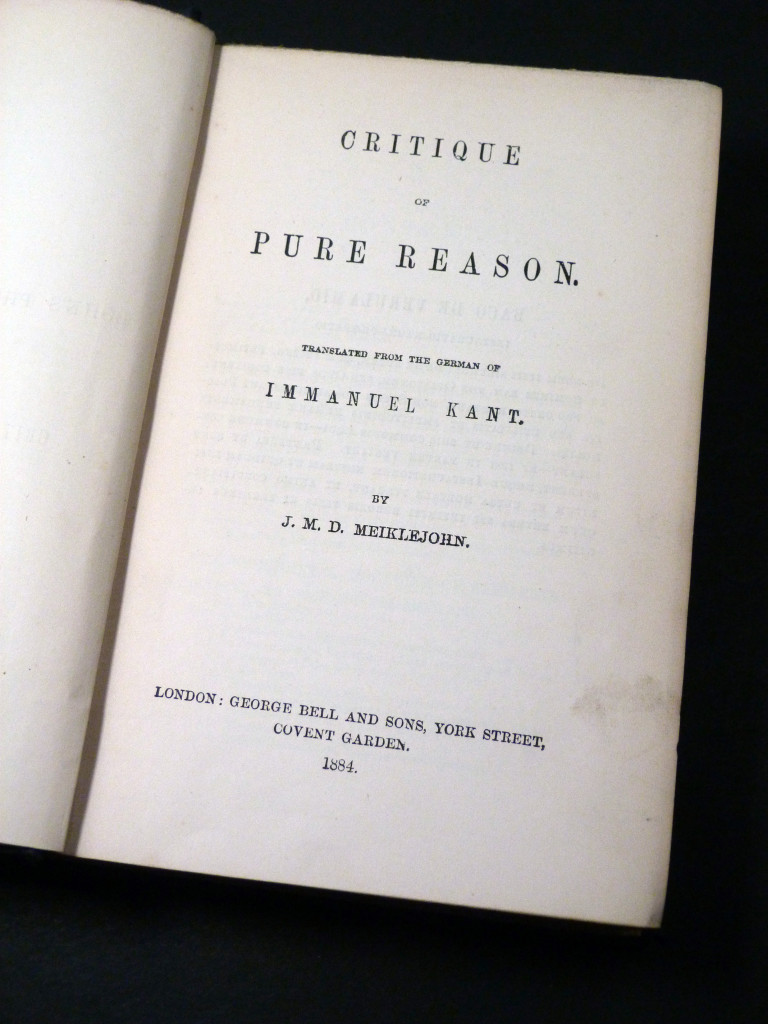 CRITIQUE
OF
PURE REASON.
TRANSLATED FROM THE GERMAN OF
IMMANUEL KANT.
BY
J. M. D. MEIKLEJOHN.
LONDON: GEORGE BELL AND SONS, YORK STREET,
COVENT GARDEN.
1884.